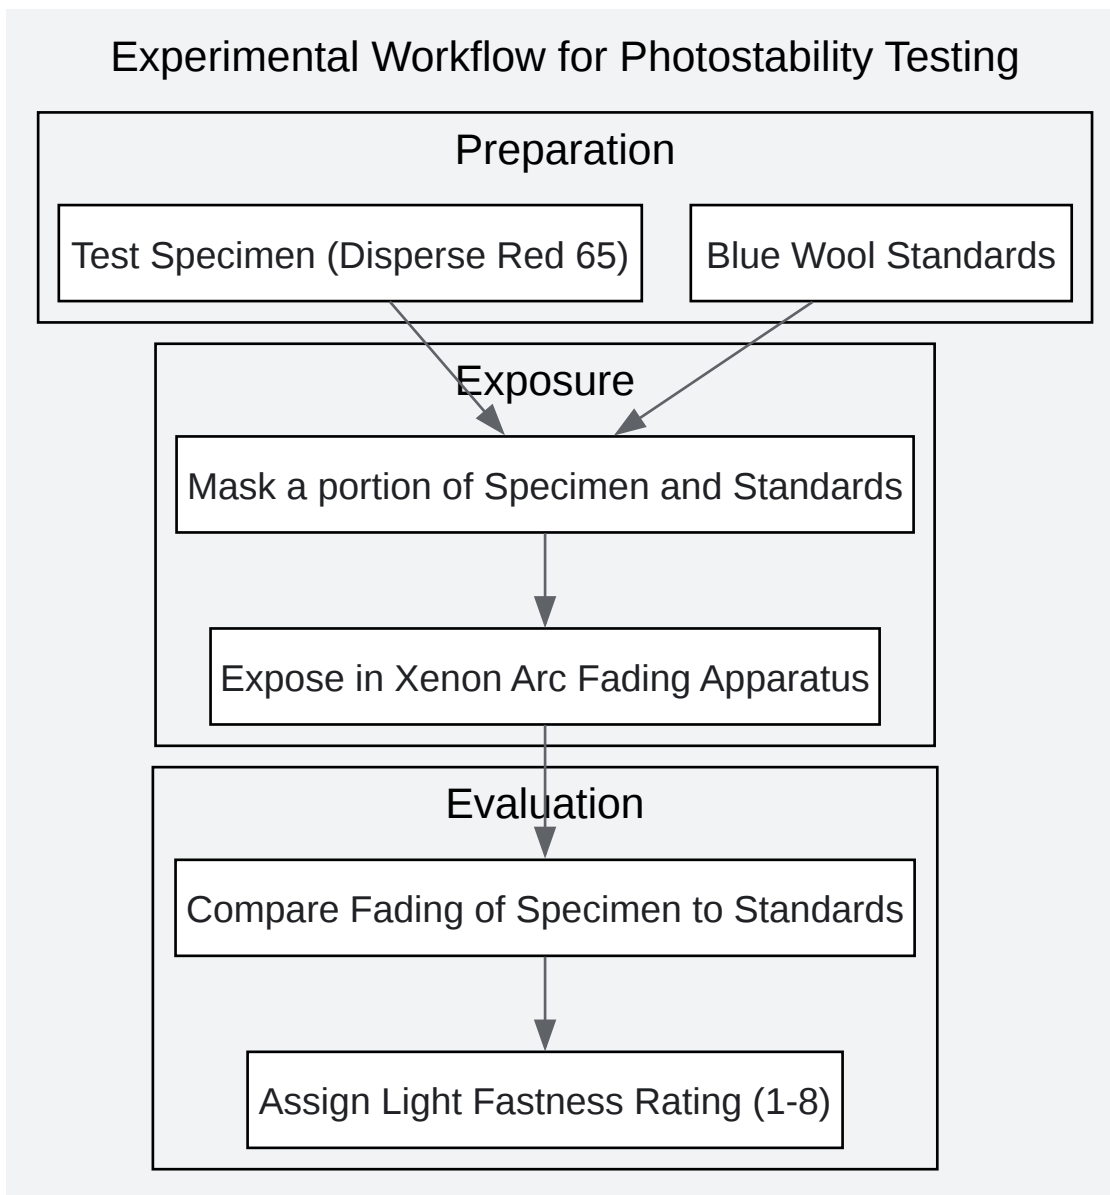 Experimental Workflow for Photostability Testing
Preparation
Test Specimen (Disperse Red 65)
Blue Wool Standards
Exposure
Mask a portion of Specimen and Standards
Expose in Xenon Arc Fading Apparatus
Evaluation
Compare Fading of Specimen to Standards
Assign Light Fastness Rating (1-8)